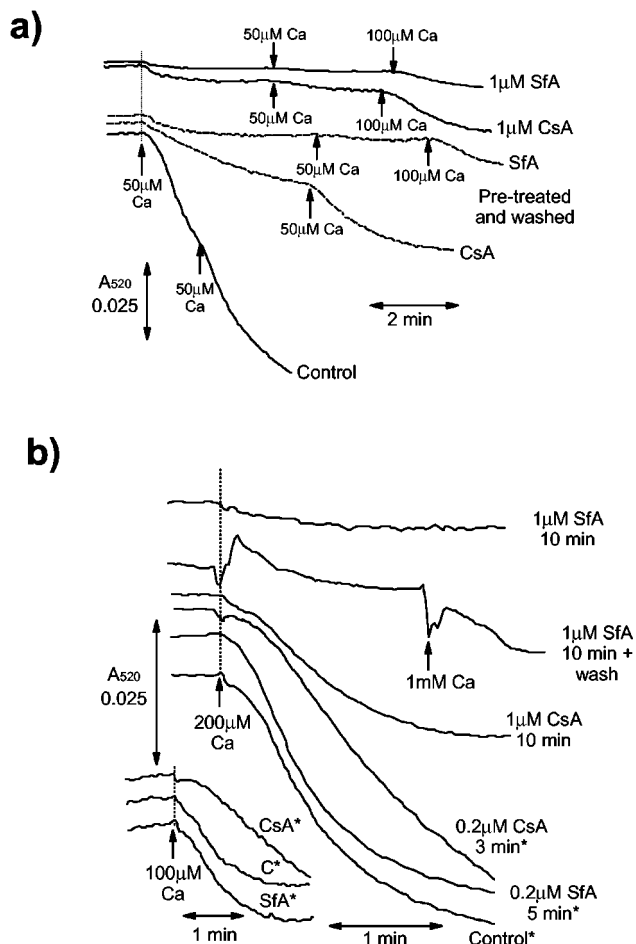 a)
50μM Ca
100μM Ca
1μM SfA
50μM Ca
100μM Ca
1μM CsA
50μM
Ca
50μM Ca
100μM Ca
SfA
Pre-treated
and washed
50μM Ca
CsA
A520
0.025
50μM
Ca
2 min
Control
b)
1μM SfA
10 min
1μM SfA
10 min +
wash
1mM Ca
A520
0.025
200μM
Ca
1μM CsA
10 min
CsA*
0.2μM CsA
3 min*
100μM
Ca
C*
SfA*
0.2μM SfA
5 min*
1 min
1 min
Control*